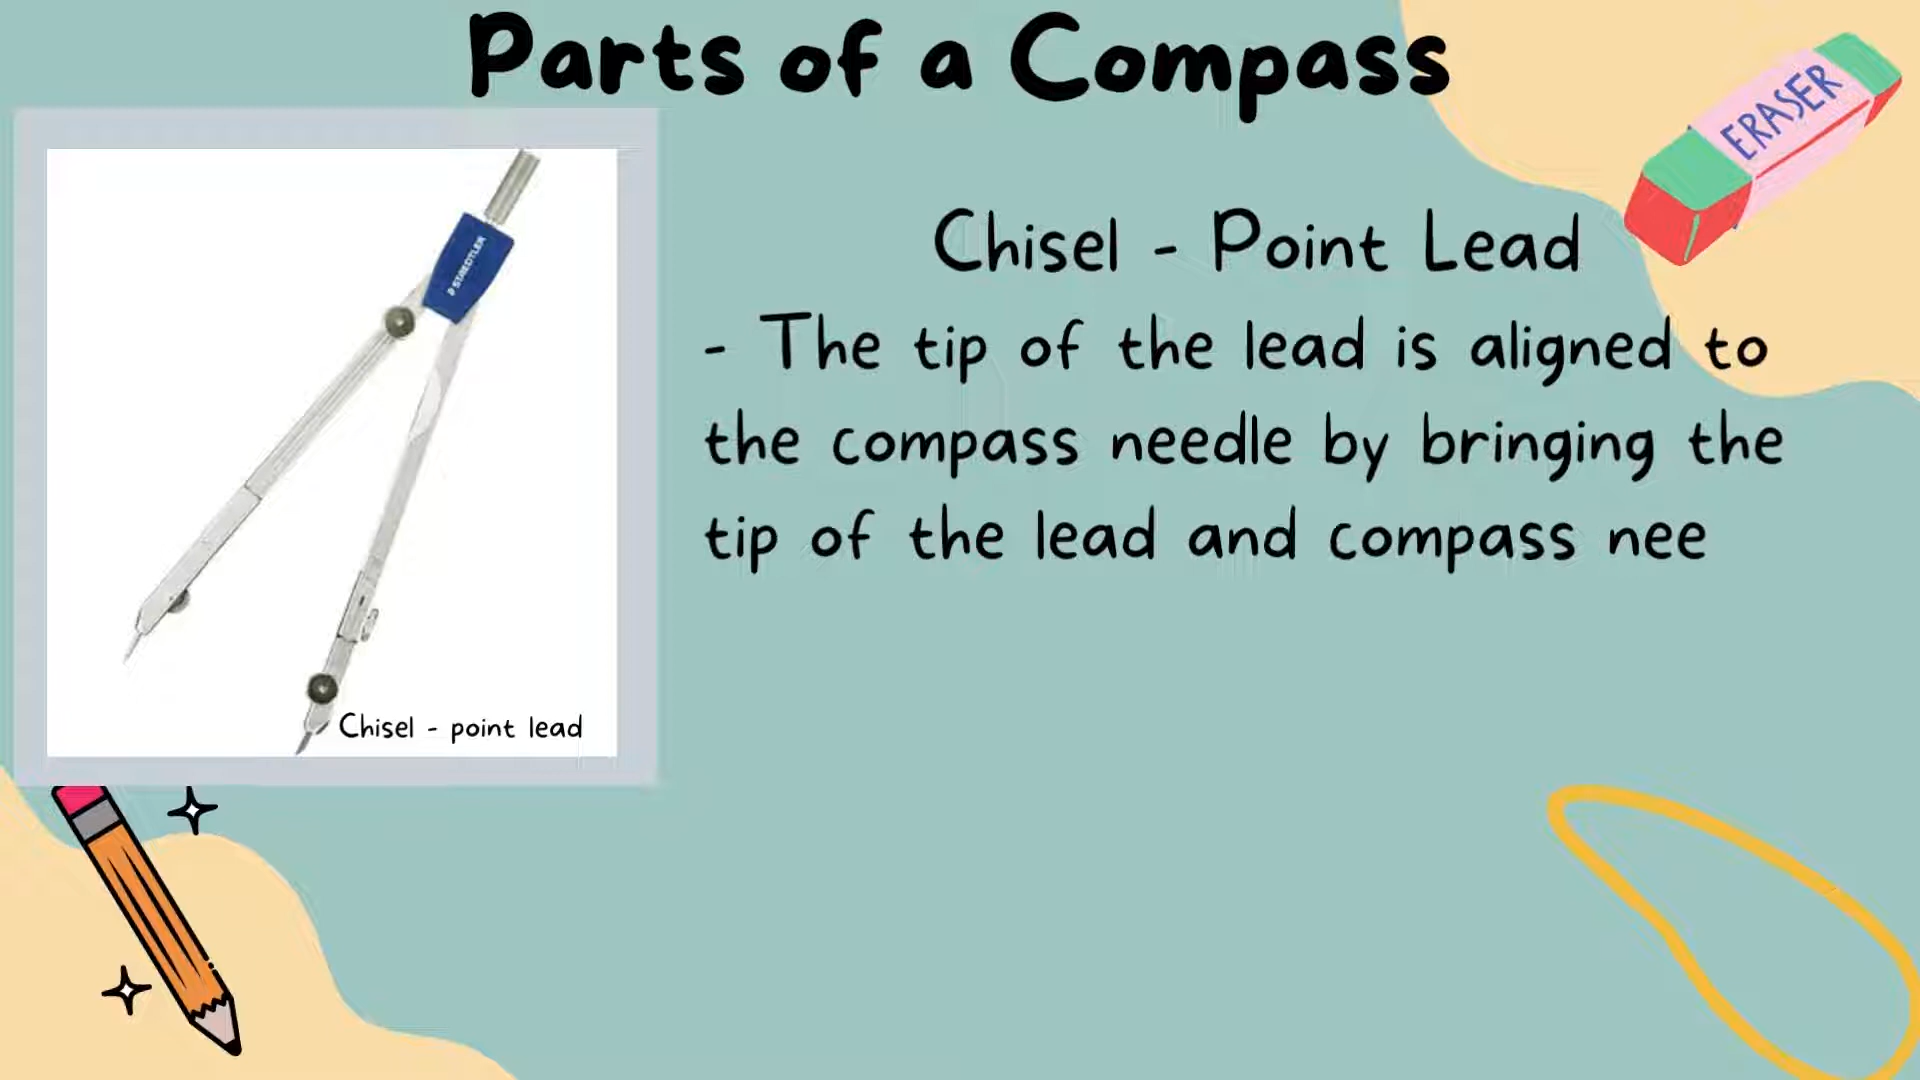 Parts of a Compass
ERASER
STAEDTLER
Chisel - Point Lead
- The tip of the lead is aligned to
the compass needle by bringing the
tip of the lead and compass nee
Chisel - point lead